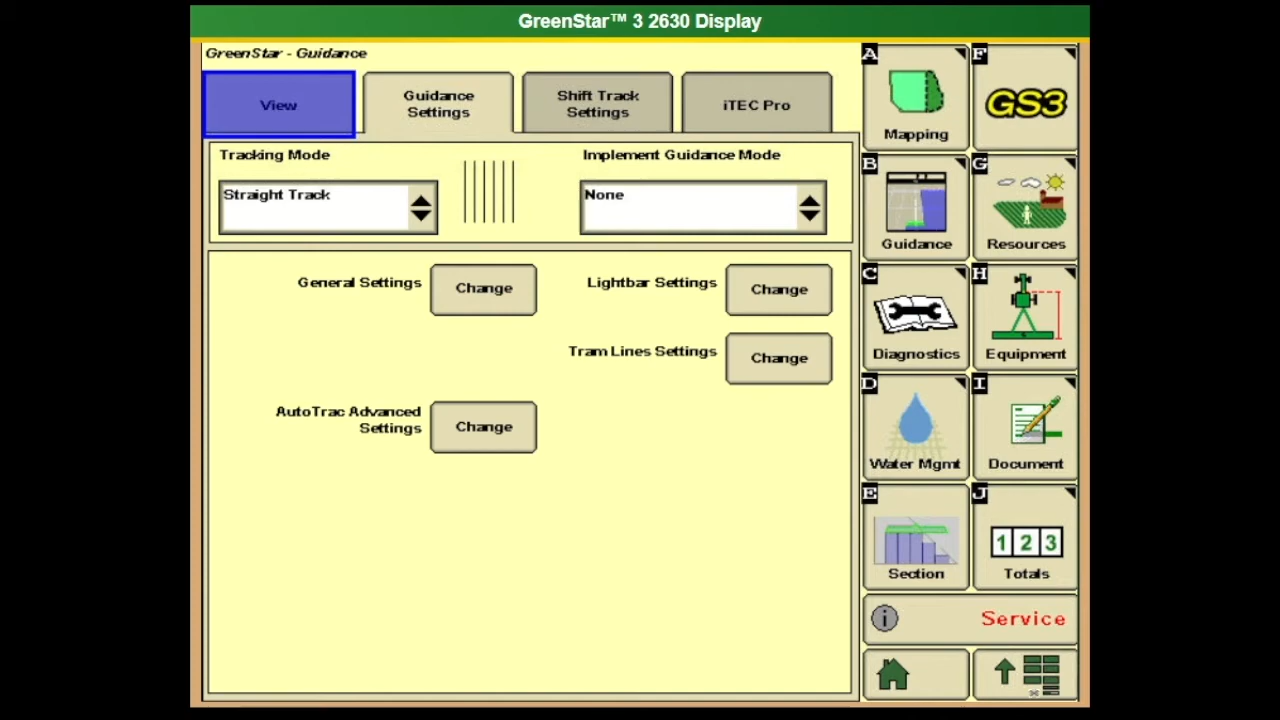 GreenStar™ 3 2630 Display
GreenStar - Guidance
View
Guidance
Settings
Shift Track
Settings
iTEC Pro
Tracking Mode
Straight Track
Implement Guidance Mode
None
General Settings
Change
Lightbar Settings
Change
Tram Lines Settings
Change
AutoTrac Advanced
Settings
Change
A
Mapping
F
GS3
B
Guidance
G
Resources
C
Diagnostics
H
Equipment
D
Water Mgmt
I
Document
E
Section
J
1 2 3
Totals
i
Service